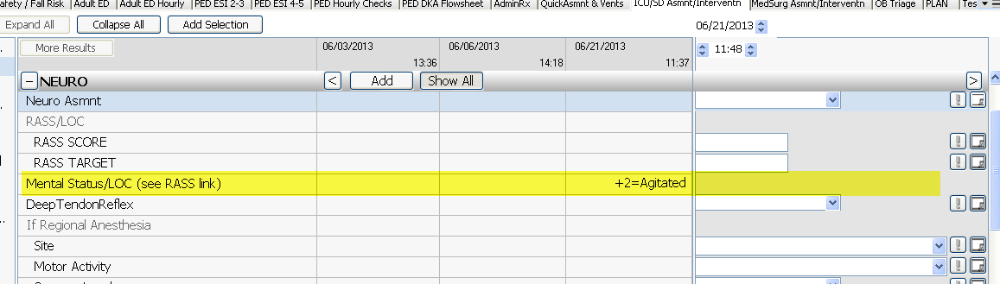 afety / Fall Risk Adult ED Adult ED Hourly PED ESI 2-3 PED ESI 4-5 PED Hourly Checks PED DKA Flowsheet AdminRx QuickAsmnt & Vents ICU/SD Asmnt/Interventn MedSurg Asmnt/Interventn OB Triage PLAN Tes
Expand All Collapse All Add Selection 06/21/2013
More Results 06/03/2013 06/06/2013 06/21/2013 11:48
13:36 14:18 11:37
NEURO < Add Show All >
Neuro Asmnt
RASS/LOC
RASS SCORE
RASS TARGET
Mental Status/LOC (see RASS link) +2=Agitated
DeepTendonReflex
If Regional Anesthesia
Site
Motor Activity